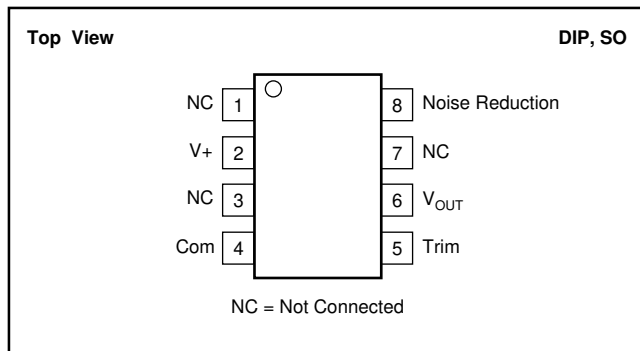 Top View DIP, SO
NC 1 8 Noise Reduction
V+ 2 7 NC
NC 3 6 V_OUT
Com 4 5 Trim
NC = Not Connected